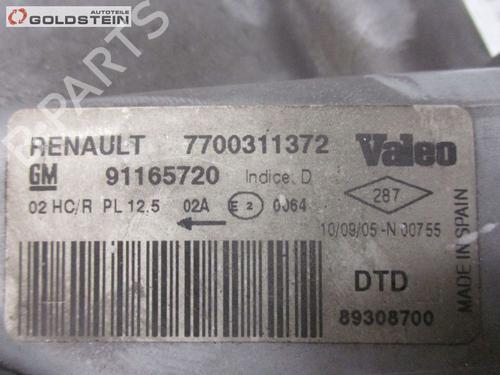 AUTOTEILE
GOLDSTEIN
RENAULT 7700311372 Valeo
GM 91165720 Indice. D
02 HC/R PL 12.5 02A E2 0064 287
10/09/05 -N 00755
DTD
89308700
MADE IN SPAIN
B-PARTS